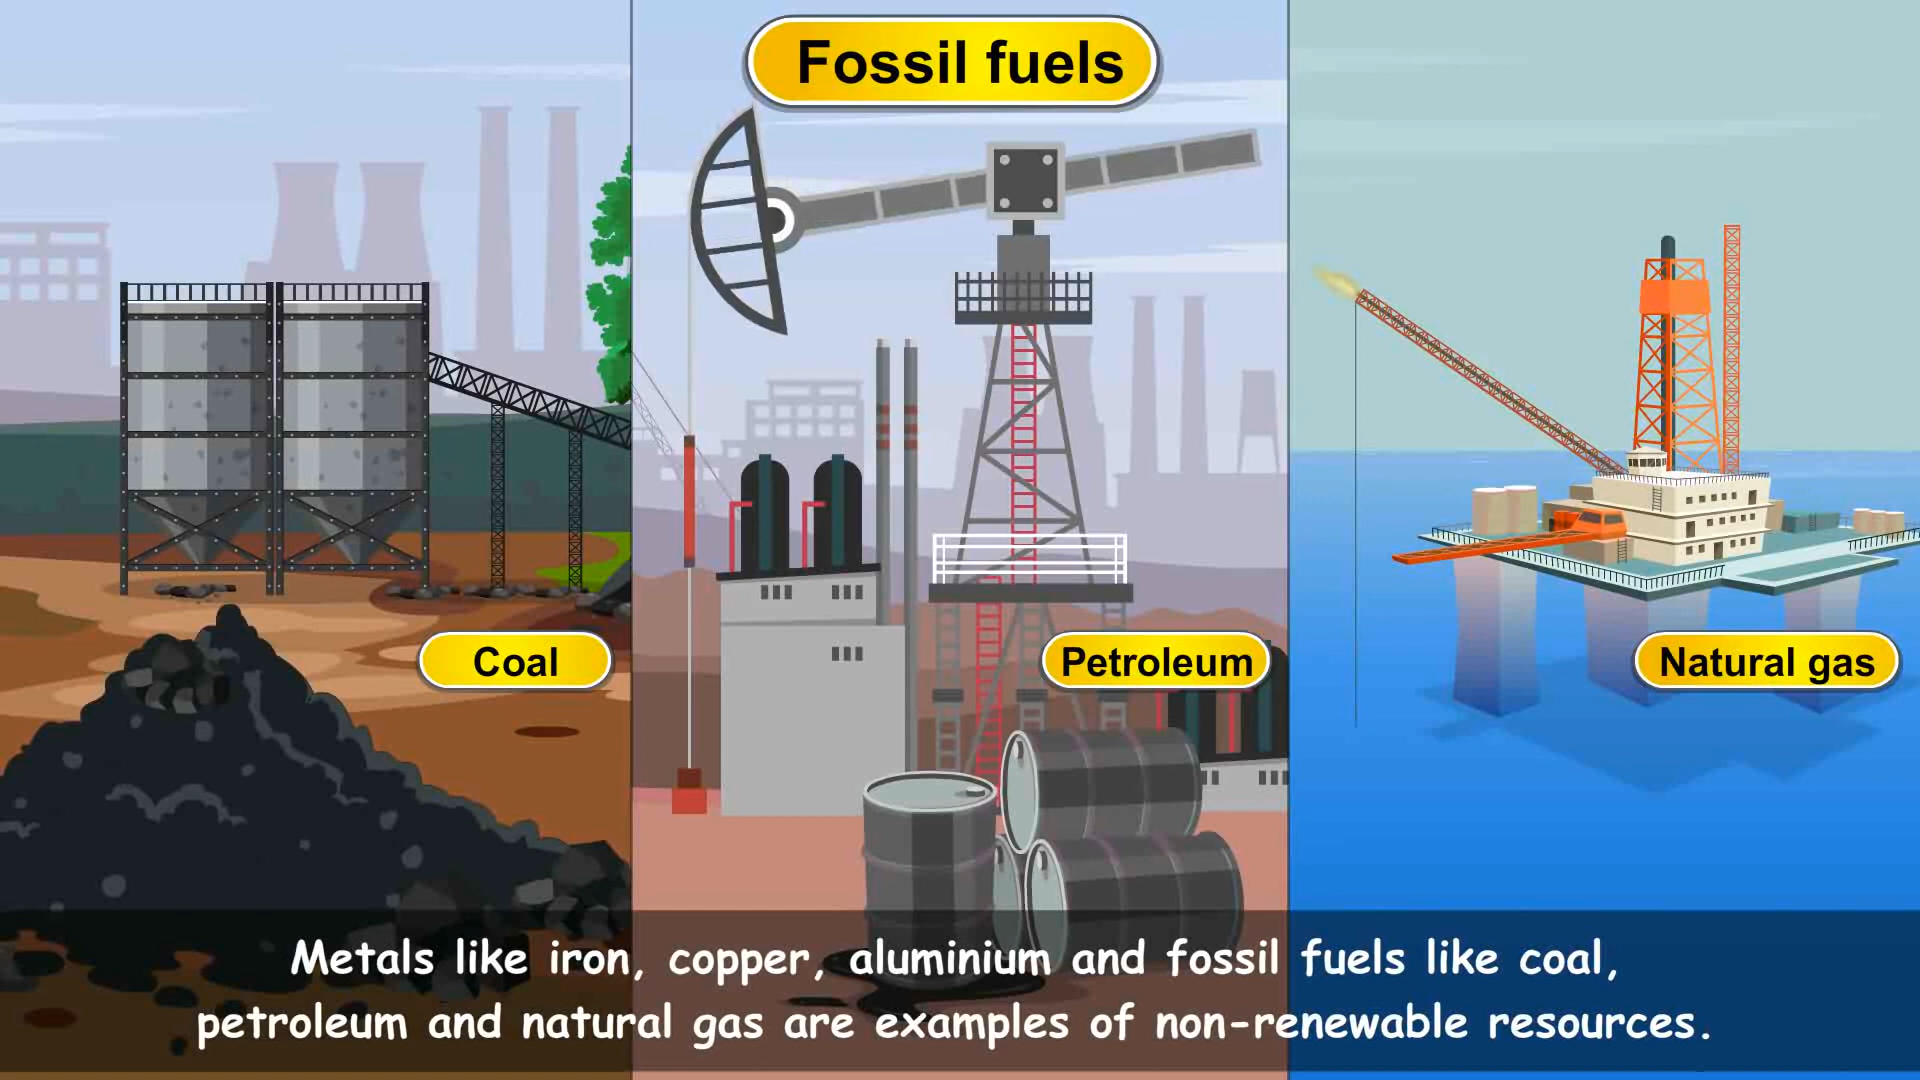 Fossil fuels
Coal
Petroleum
Natural gas
Metals like iron, copper, aluminium and fossil fuels like coal,
petroleum and natural gas are examples of non-renewable resources.